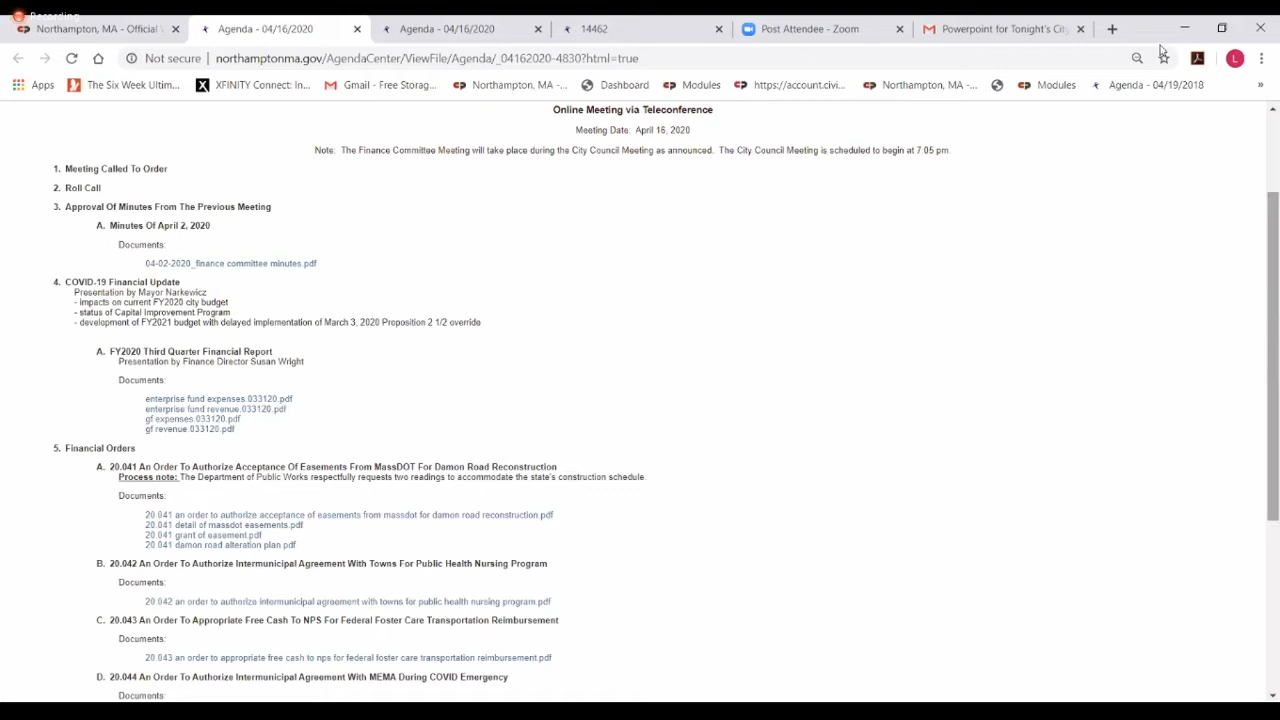 Recording
Northampton, MA - Official
Agenda - 04/16/2020
Agenda - 04/16/2020
14462
Post Attendee - Zoom
Powerpoint for Tonight's City
Not secure
northamptonma.gov/AgendaCenter/ViewFile/Agenda/_04162020-4830?html=true
L
Apps
The Six Week Ultim...
XFINITY Connect: In...
Gmail - Free Storag...
Northampton, MA -...
Dashboard
Modules
https://account.civi...
Northampton, MA -...
Modules
Agenda - 04/19/2018
»
Online Meeting via Teleconference
Meeting Date: April 16, 2020
Note: The Finance Committee Meeting will take place during the City Council Meeting as announced. The City Council Meeting is scheduled to begin at 7:05 pm.
1. Meeting Called To Order
2. Roll Call
3. Approval Of Minutes From The Previous Meeting
A. Minutes Of April 2, 2020
Documents:
04-02-2020_finance committee minutes.pdf
4. COVID-19 Financial Update
Presentation by Mayor Narkewicz
- impacts on current FY2020 city budget
- status of Capital Improvement Program
- development of FY2021 budget with delayed implementation of March 3, 2020 Proposition 2 1/2 override
A. FY2020 Third Quarter Financial Report
Presentation by Finance Director Susan Wright
Documents:
enterprise fund expenses.033120.pdf
enterprise fund revenue.033120.pdf
gf expenses.033120.pdf
gf revenue.033120.pdf
5. Financial Orders
A. 20.041 An Order To Authorize Acceptance Of Easements From MassDOT For Damon Road Reconstruction
Process note: The Department of Public Works respectfully requests two readings to accommodate the state's construction schedule.
Documents:
20.041 an order to authorize acceptance of easements from massdot for damon road reconstruction.pdf
20.041 detail of massdot easements.pdf
20.041 grant of easement.pdf
20.041 damon road alteration plan.pdf
B. 20.042 An Order To Authorize Intermunicipal Agreement With Towns For Public Health Nursing Program
Documents:
20.042 an order to authorize intermunicipal agreement with towns for public health nursing program.pdf
C. 20.043 An Order To Appropriate Free Cash To NPS For Federal Foster Care Transportation Reimbursement
Documents:
20.043 an order to appropriate free cash to nps for federal foster care transportation reimbursement.pdf
D. 20.044 An Order To Authorize Intermunicipal Agreement With MEMA During COVID Emergency
Documents: